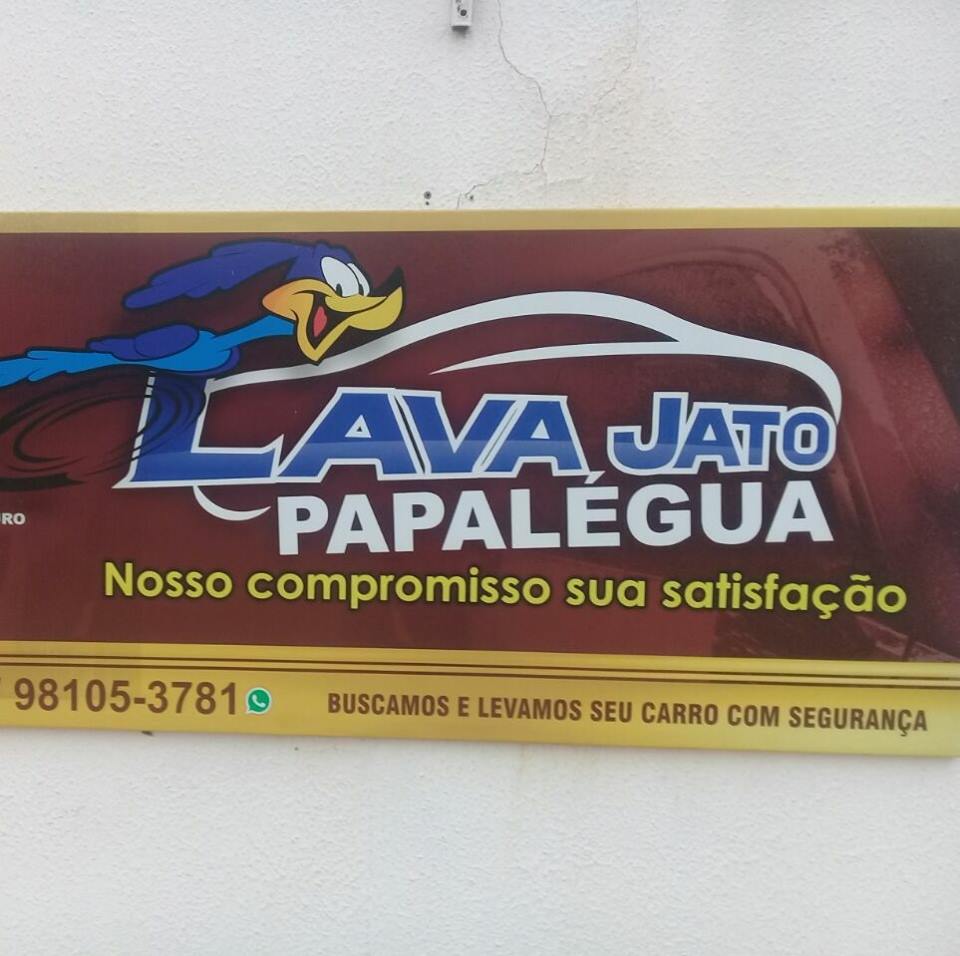 LAVA JATO
PAPALÉGUA
Nosso compromisso sua satisfação
98105-3781
BUSCAMOS E LEVAMOS SEU CARRO COM SEGURANÇA